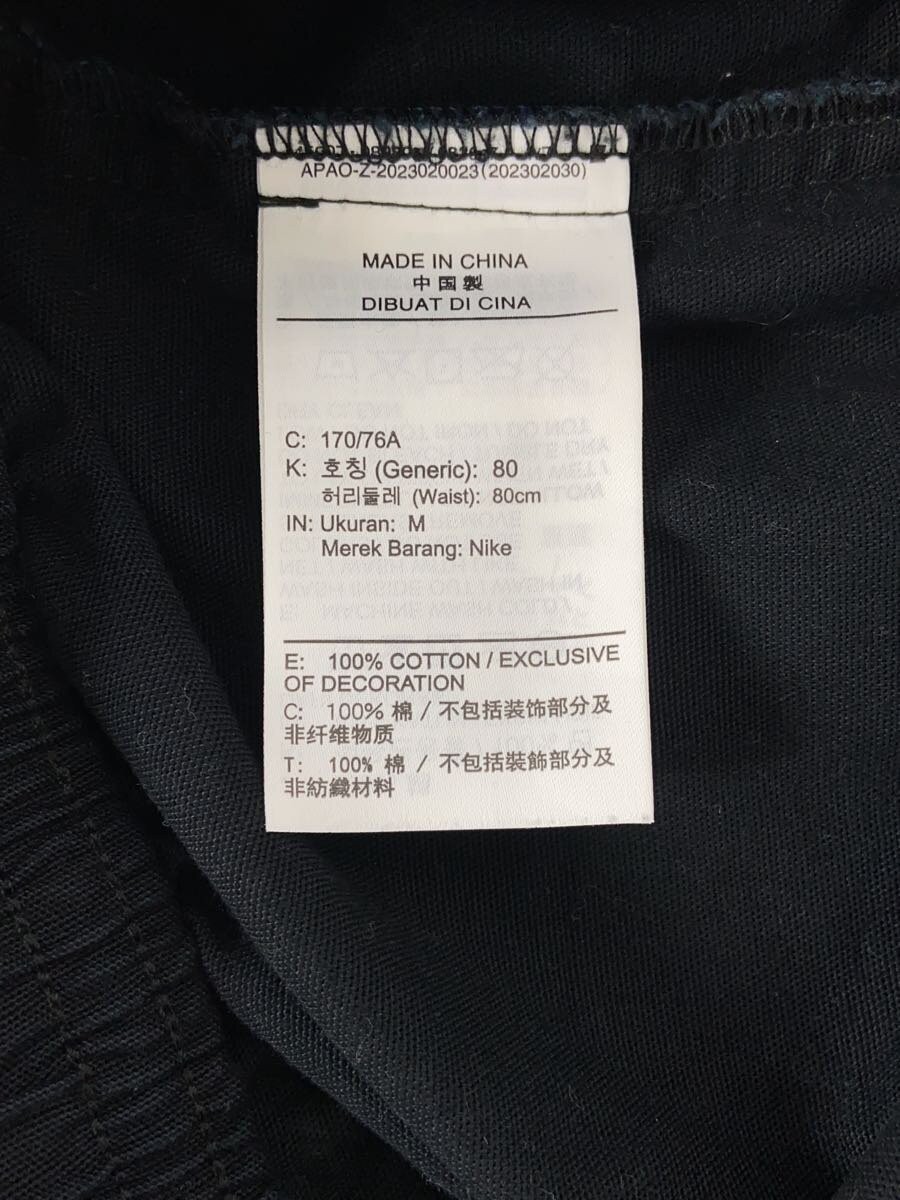 APAO-Z-2023020023(202302030)
MADE IN CHINA
中国製
DIBUAT DI CINA
C: 170/76A
K: 호칭 (Generic): 80
허리둘레 (Waist): 80cm
IN: Ukuran: M
Merek Barang: Nike
E: 100% COTTON / EXCLUSIVE
OF DECORATION
C: 100% 棉 / 不包括装饰部分及
非纤维物质
T: 100% 棉 / 不包括裝飾部分及
非紡織材料